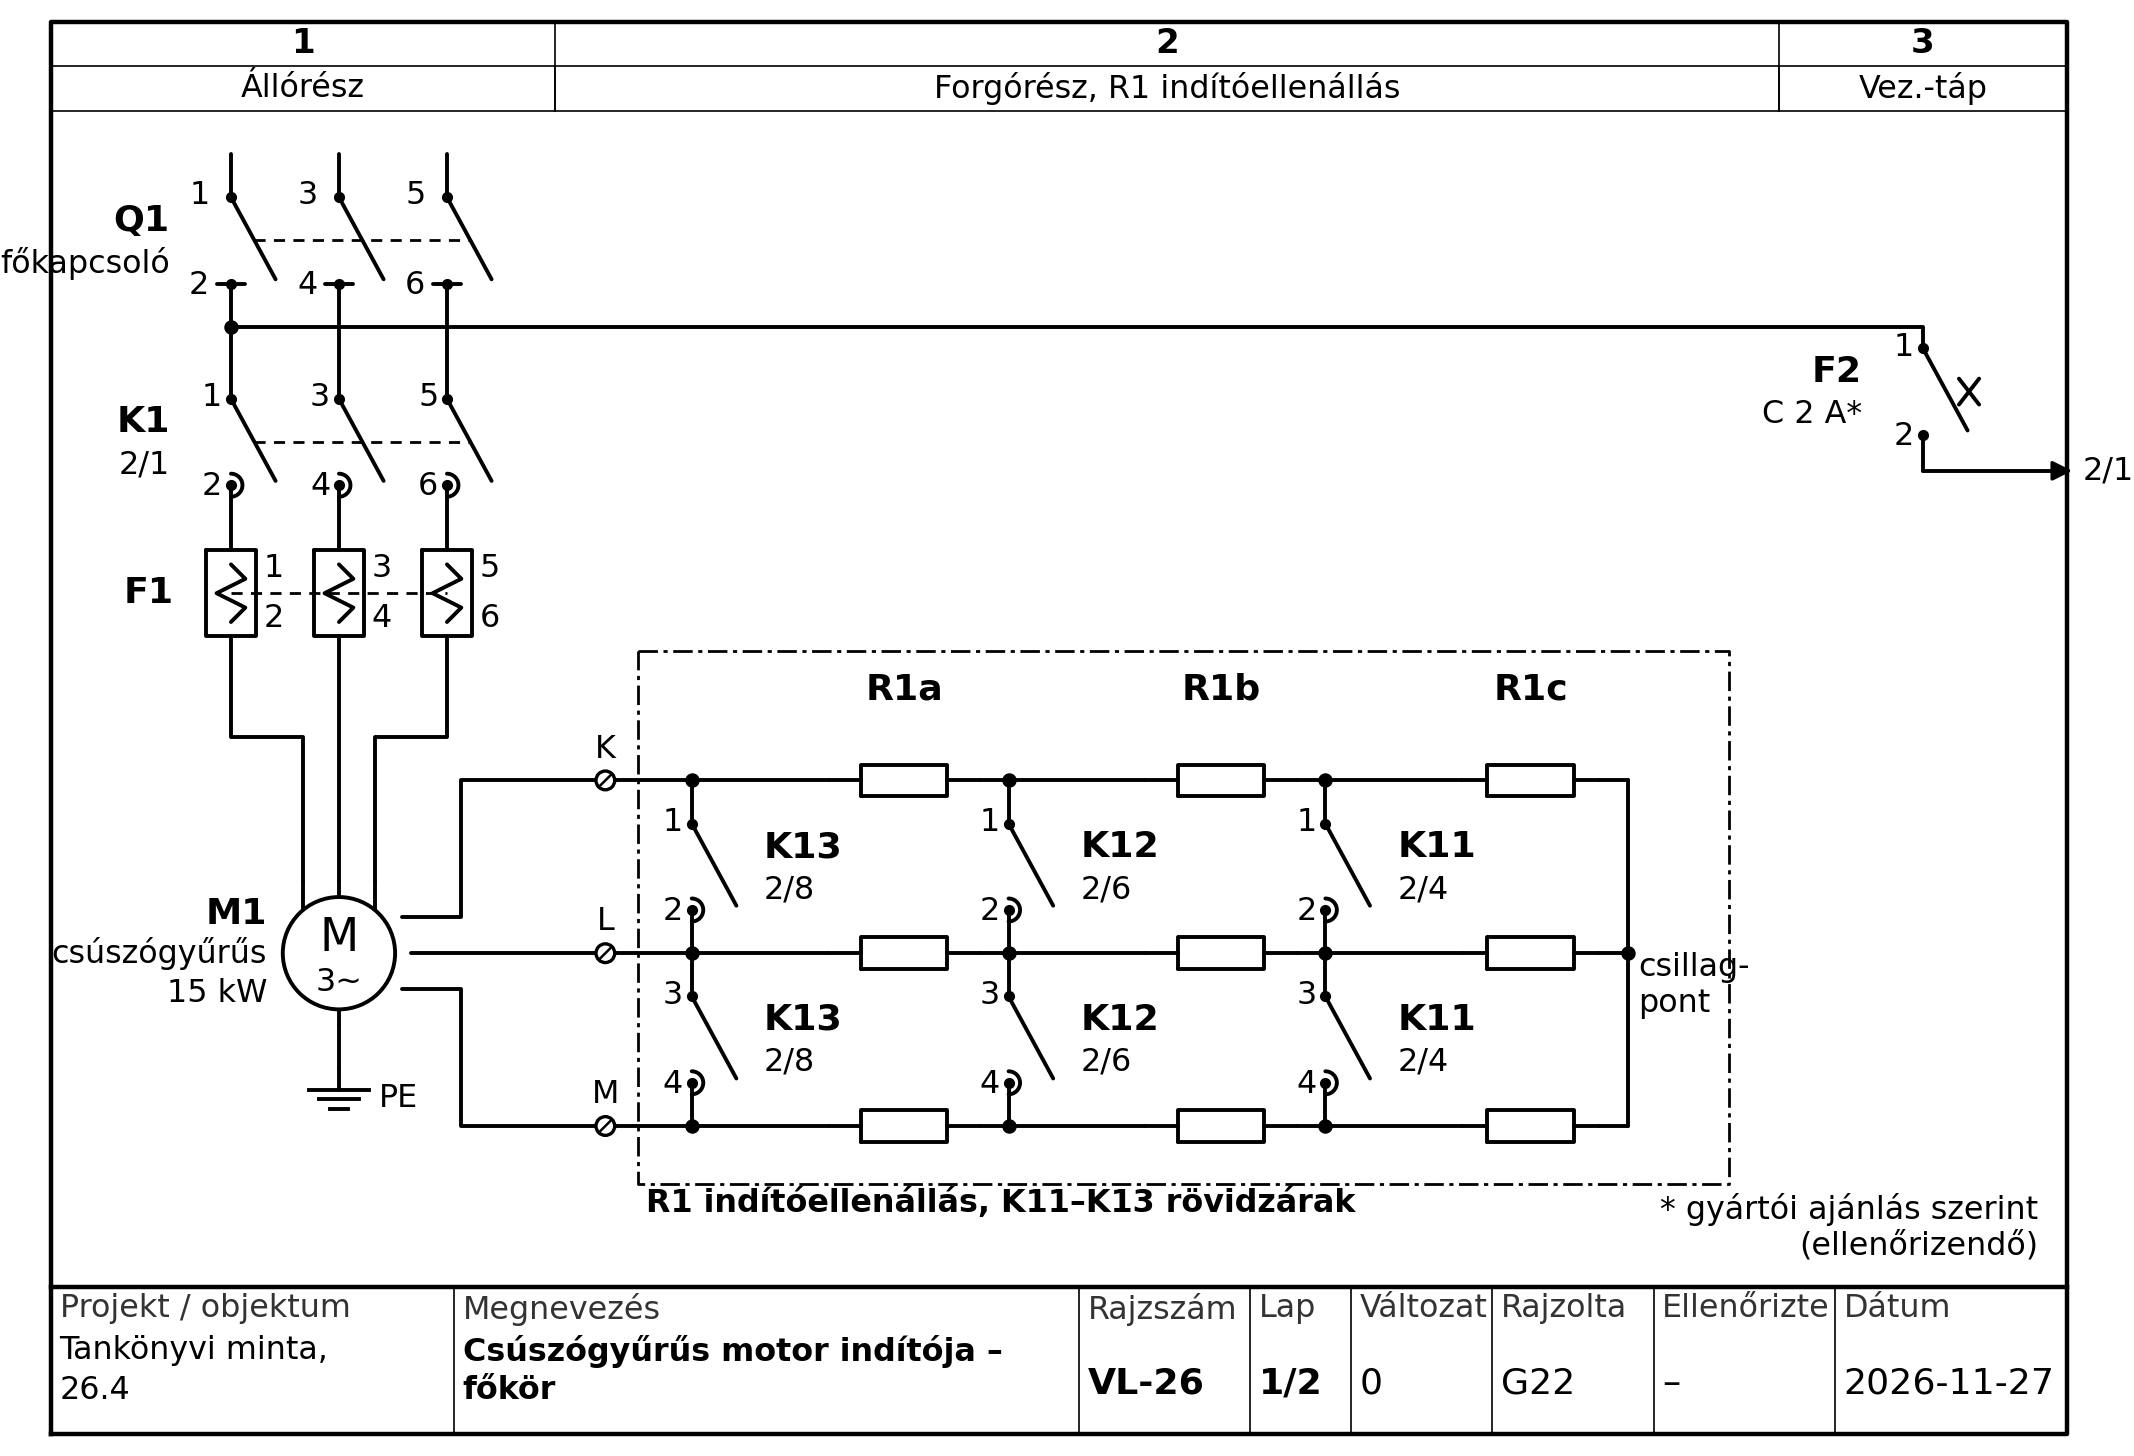 1
2
3
Állórész
Forgórész, R1 indítóellenállás
Vez.-táp
1 3 5
Q1
főkapcsoló
2 4 6
1
F2
C 2 A*
2
2/1
1 3 5
K1
2/1
2 4 6
F1
1 3 5
2 4 6
R1a R1b R1c
K
1 K13 1 K12 1 K11
2/8 2/6 2/4
2 2 2
M1
csúszógyűrűs
15 kW
M
3~
L
csillag-
pont
3 K13 3 K12 3 K11
2/8 2/6 2/4
4 4 4
PE
M
R1 indítóellenállás, K11–K13 rövidzárak
* gyártói ajánlás szerint
(ellenőrizendő)
Projekt / objektum
Tankönyvi minta,
26.4
Megnevezés
Csúszógyűrűs motor indítója –
főkör
Rajzszám
VL-26
Lap
1/2
Változat
0
Rajzolta
G22
Ellenőrizte
–
Dátum
2026-11-27